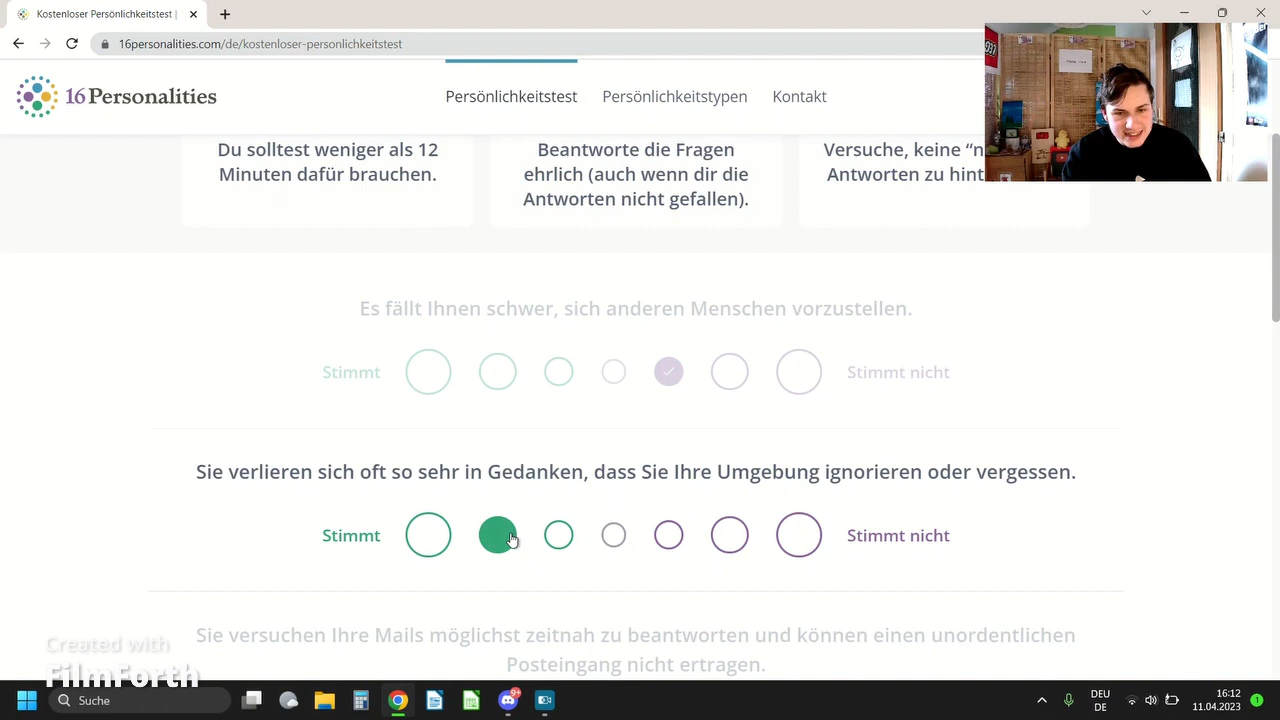 Kostenloser Persönlichkeitstest |
16personalities.com/de/kostenloser-personlichkeitstest
16Personalities
Persönlichkeitstest
Persönlichkeitstypen
Kontakt
Du solltest weniger als 12
Minuten dafür brauchen.
Beantworte die Fragen
ehrlich (auch wenn dir die
Antworten nicht gefallen).
Versuche, keine
Antworten zu
Es fällt Ihnen schwer, sich anderen Menschen vorzustellen.
Stimmt
Stimmt nicht
Sie verlieren sich oft so sehr in Gedanken, dass Sie Ihre Umgebung ignorieren oder vergessen.
Stimmt
Stimmt nicht
Sie versuchen Ihre Mails möglichst zeitnah zu beantworten und können einen unordentlichen
Posteingang nicht ertragen.
Created with
FilmForth
Suche
9+
DEU
DE
16:12
11.04.2023
1